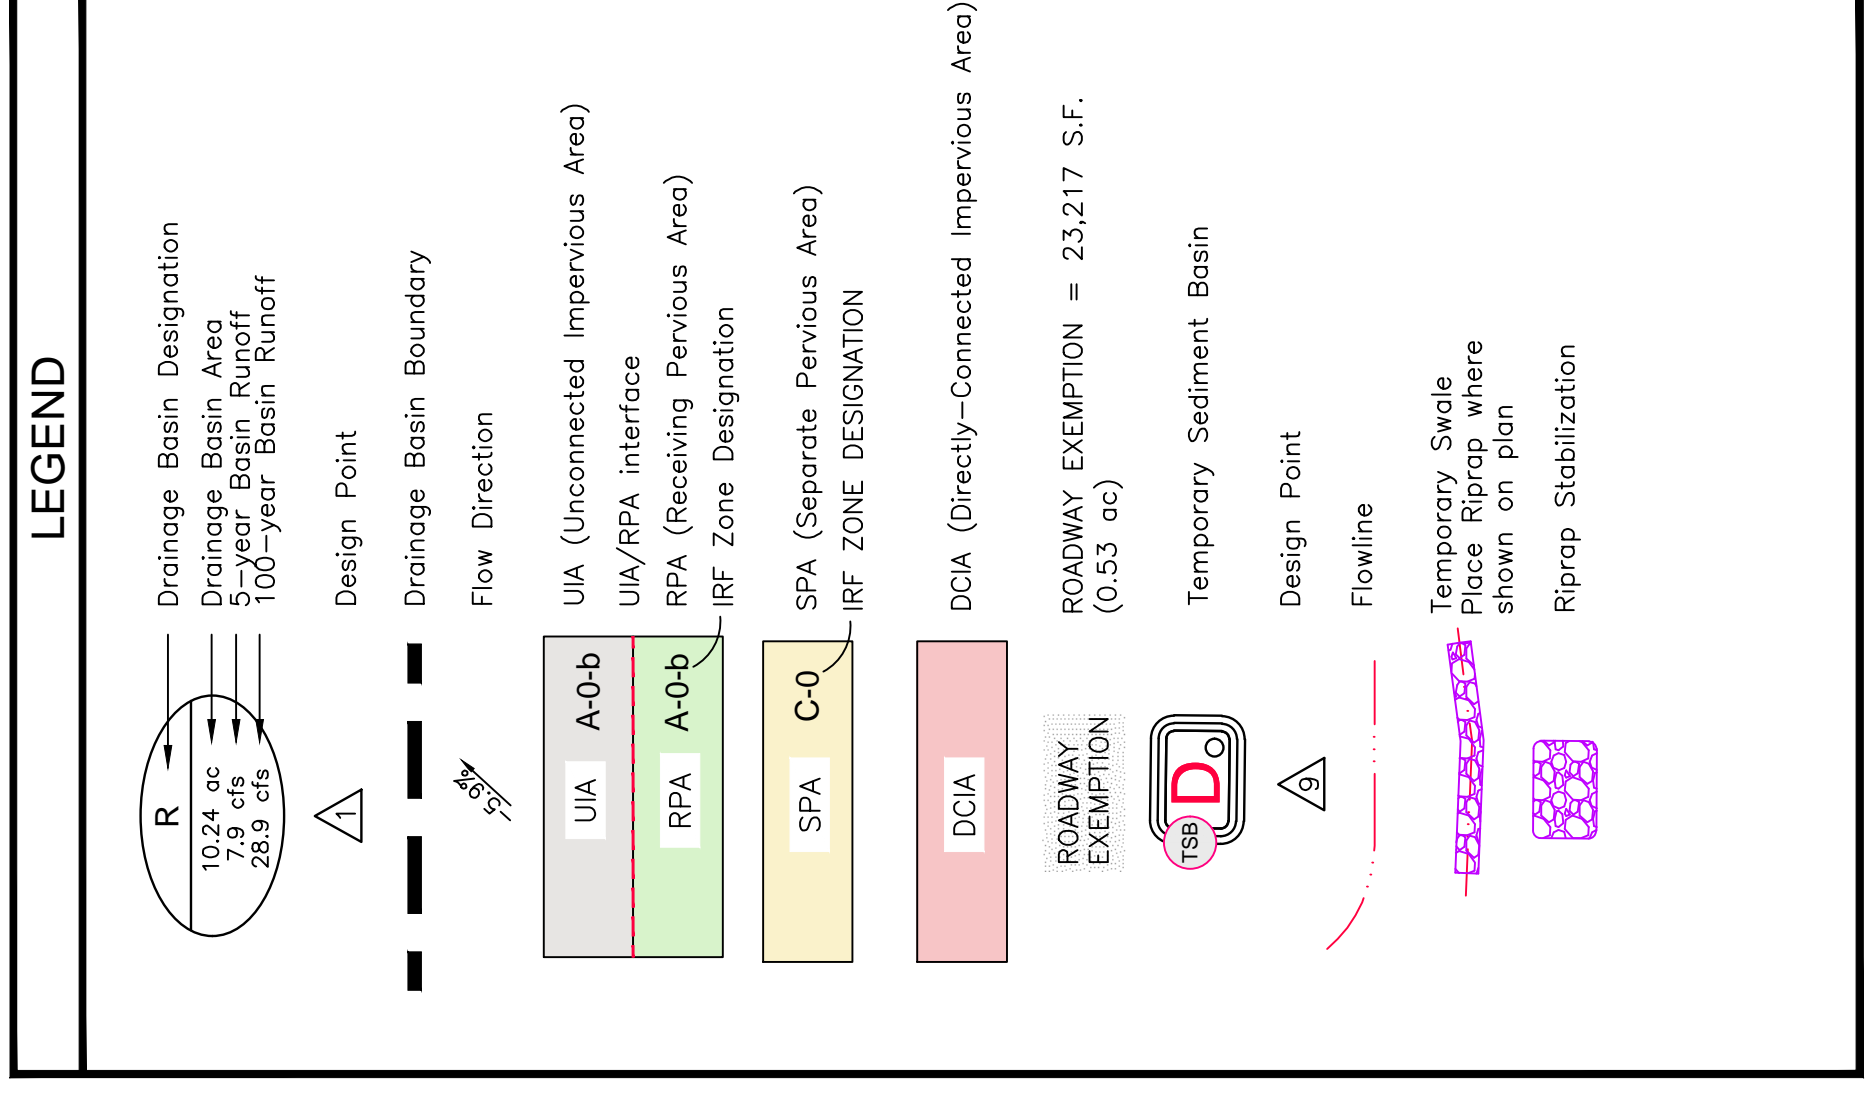 LEGEND
R
10.24 ac
7.9 cfs
28.9 cfs
Drainage Basin Designation
Drainage Basin Area
5-year Basin Runoff
100-year Basin Runoff
1
Design Point
Drainage Basin Boundary
5.9%
Flow Direction
UIA A-0-b
UIA (Unconnected Impervious Area)
UIA/RPA interface
RPA A-0-b
RPA (Receiving Pervious Area)
IRF Zone Designation
SPA C-0
SPA (Separate Pervious Area)
IRF ZONE DESIGNATION
DCIA
DCIA (Directly-Connected Impervious Area)
ROADWAY
EXEMPTION
ROADWAY EXEMPTION = 23,217 S.F.
(0.53 ac)
TSB
D
Temporary Sediment Basin
9
Design Point
Flowline
Temporary Swale
Place Riprap where
shown on plan
Riprap Stabilization